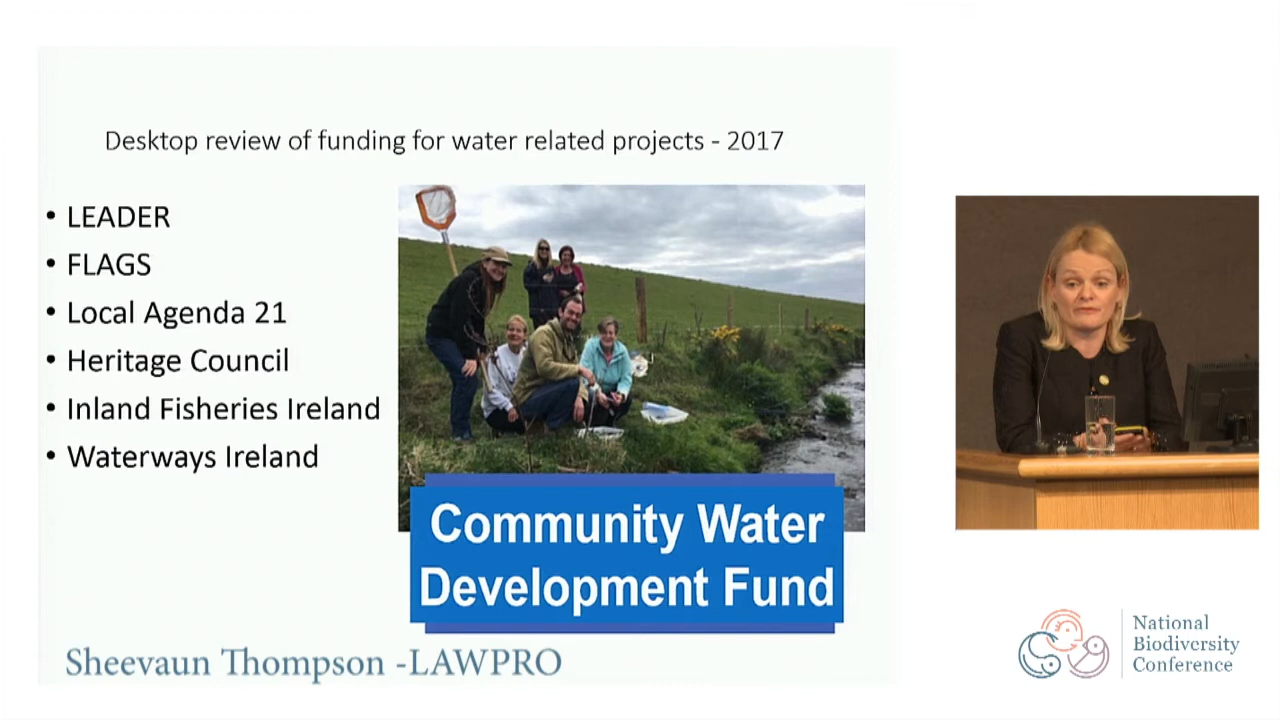 Desktop review of funding for water related projects - 2017
• LEADER
• FLAGS
• Local Agenda 21
• Heritage Council
• Inland Fisheries Ireland
• Waterways Ireland
Community Water
Development Fund
Sheevaun Thompson -LAWPRO
National
Biodiversity
Conference